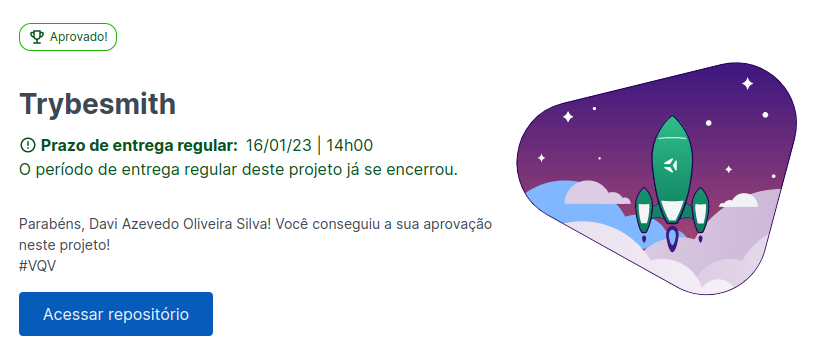 Aprovado!
Trybesmith
Prazo de entrega regular: 16/01/23 | 14h00
O período de entrega regular deste projeto já se encerrou.
Parabéns, Davi Azevedo Oliveira Silva! Você conseguiu a sua aprovação
neste projeto!
#VQV
Acessar repositório